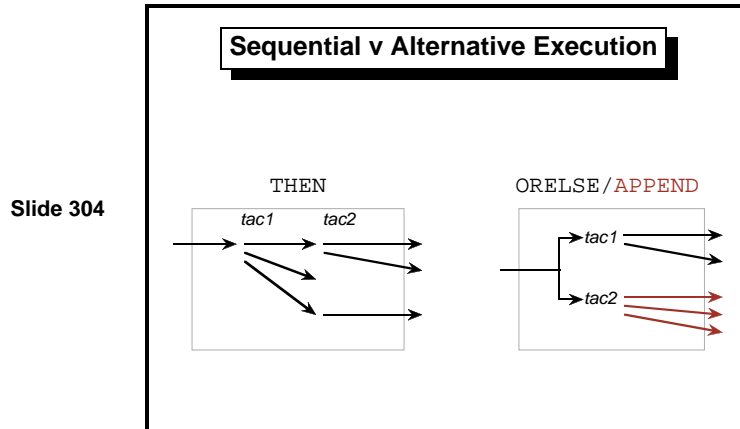 Sequential v Alternative Execution
Slide 304
THEN
tac1 tac2
ORELSE/APPEND
tac1
tac2